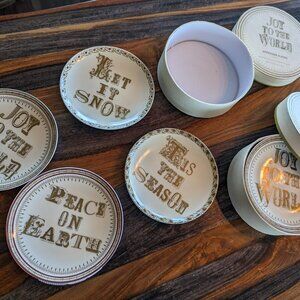 Joy
to the
World
Let
it
Snow
Joy
to the
World
'Tis
the
Season
Peace
on
Earth
Joy
to the
World